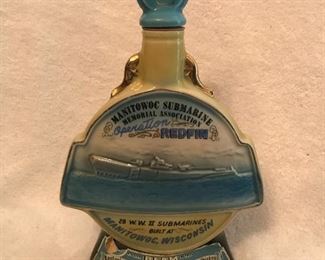 MANITOWOC SUBMARINE
MEMORIAL ASSOCIATION
Operation
REDFIN
28 W.W. II SUBMARINES
BUILT AT
MANITOWOC, WISCONSIN